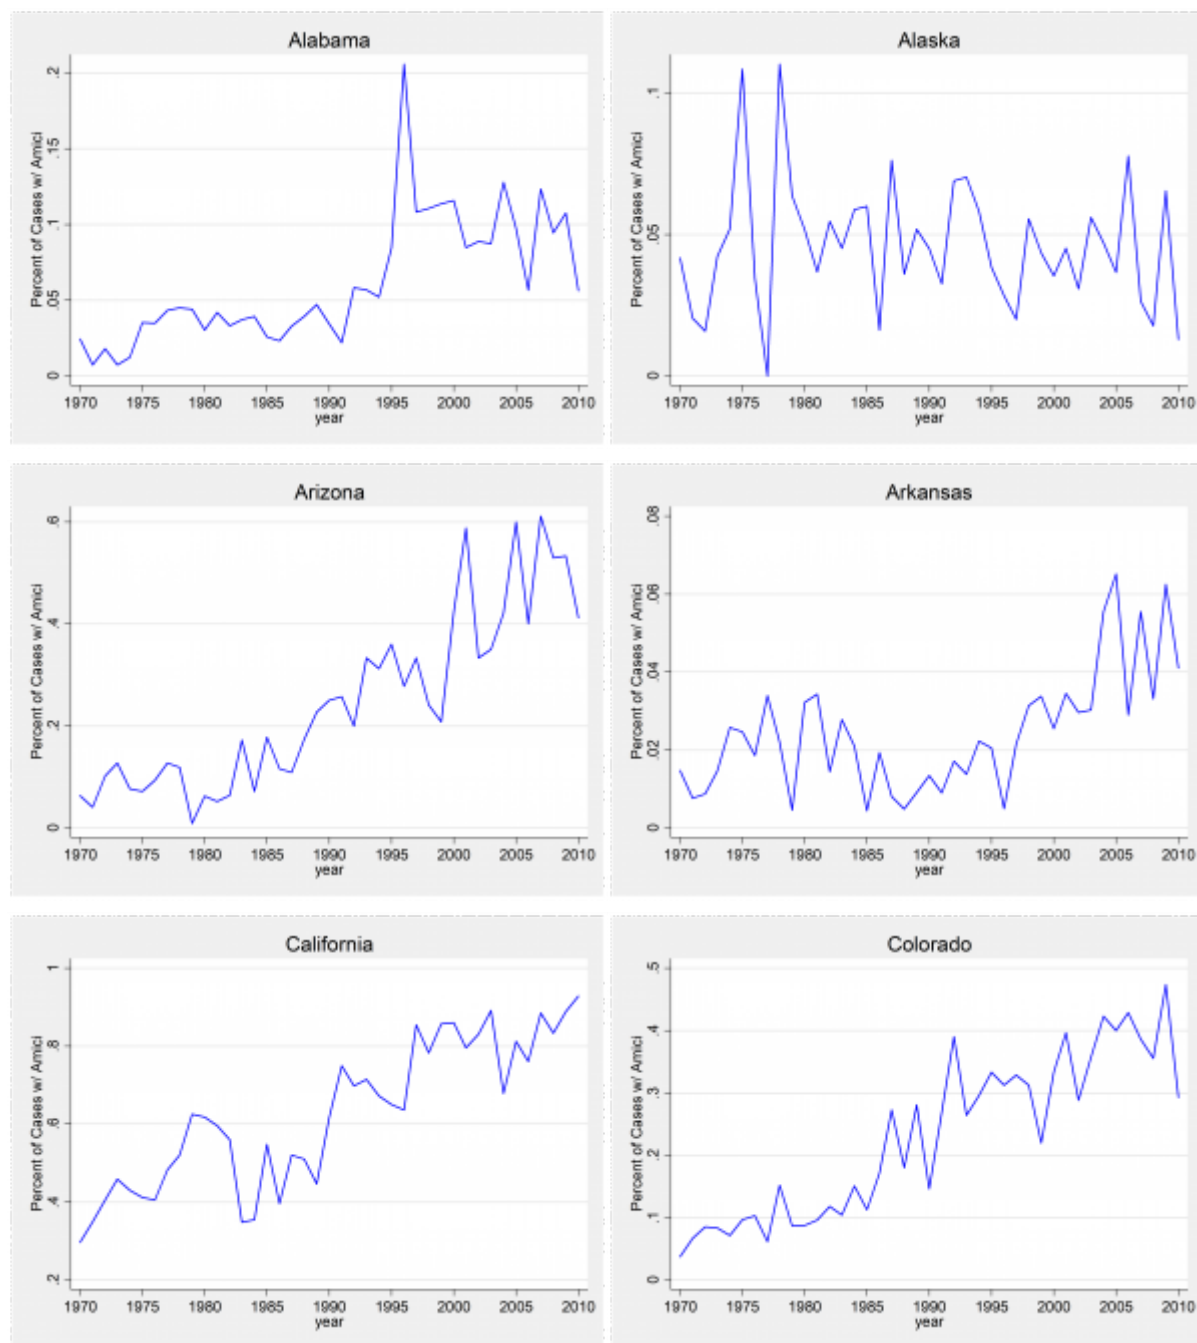 Alabama
Percent of Cases w/ Amici
.2
.15
.1
.05
0
1970 1975 1980 1985 1990 1995 2000 2005 2010
year
Alaska
Percent of Cases w/ Amici
.1
.05
0
1970 1975 1980 1985 1990 1995 2000 2005 2010
year
Arizona
Percent of Cases w/ Amici
.6
.4
.2
0
1970 1975 1980 1985 1990 1995 2000 2005 2010
year
Arkansas
Percent of Cases w/ Amici
.08
.06
.04
.02
0
1970 1975 1980 1985 1990 1995 2000 2005 2010
year
California
Percent of Cases w/ Amici
1
.8
.6
.4
.2
1970 1975 1980 1985 1990 1995 2000 2005 2010
year
Colorado
Percent of Cases w/ Amici
.5
.4
.3
.2
.1
0
1970 1975 1980 1985 1990 1995 2000 2005 2010
year